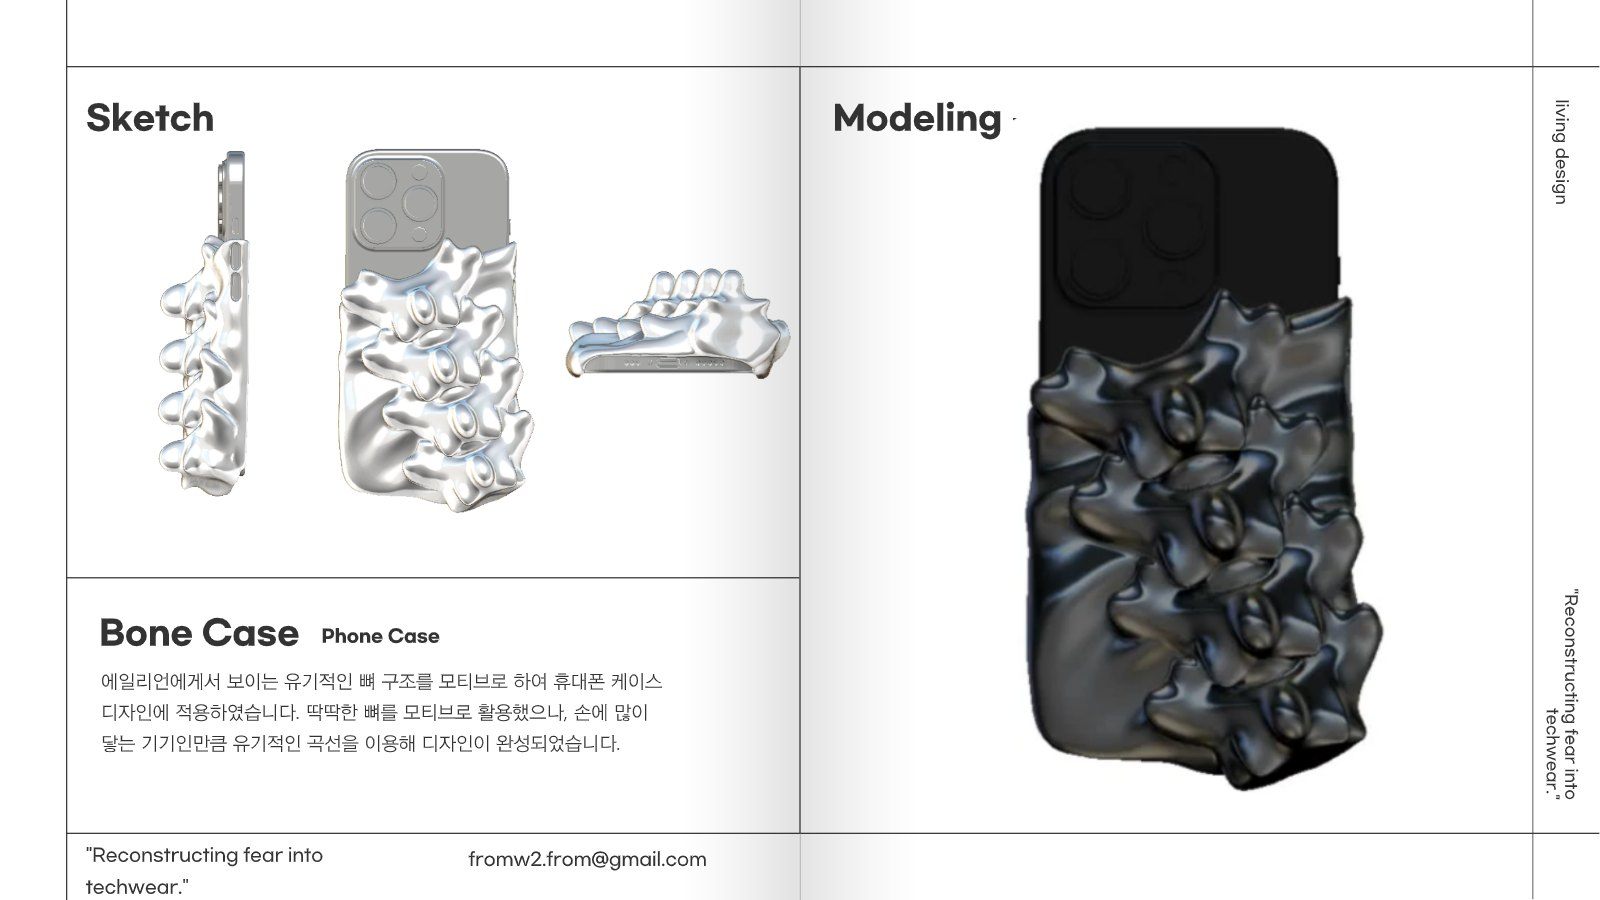 Sketch
Modeling
living design
Bone Case Phone Case
에일리언에게서 보이는 유기적인 뼈 구조를 모티브로 하여 휴대폰 케이스
디자인에 적용하였습니다. 딱딱한 뼈를 모티브로 활용했으나, 손에 많이
닿는 기기인만큼 유기적인 곡선을 이용해 디자인이 완성되었습니다.
"Reconstructing fear into
techwear."
"Reconstructing fear into
techwear."
fromw2.from@gmail.com